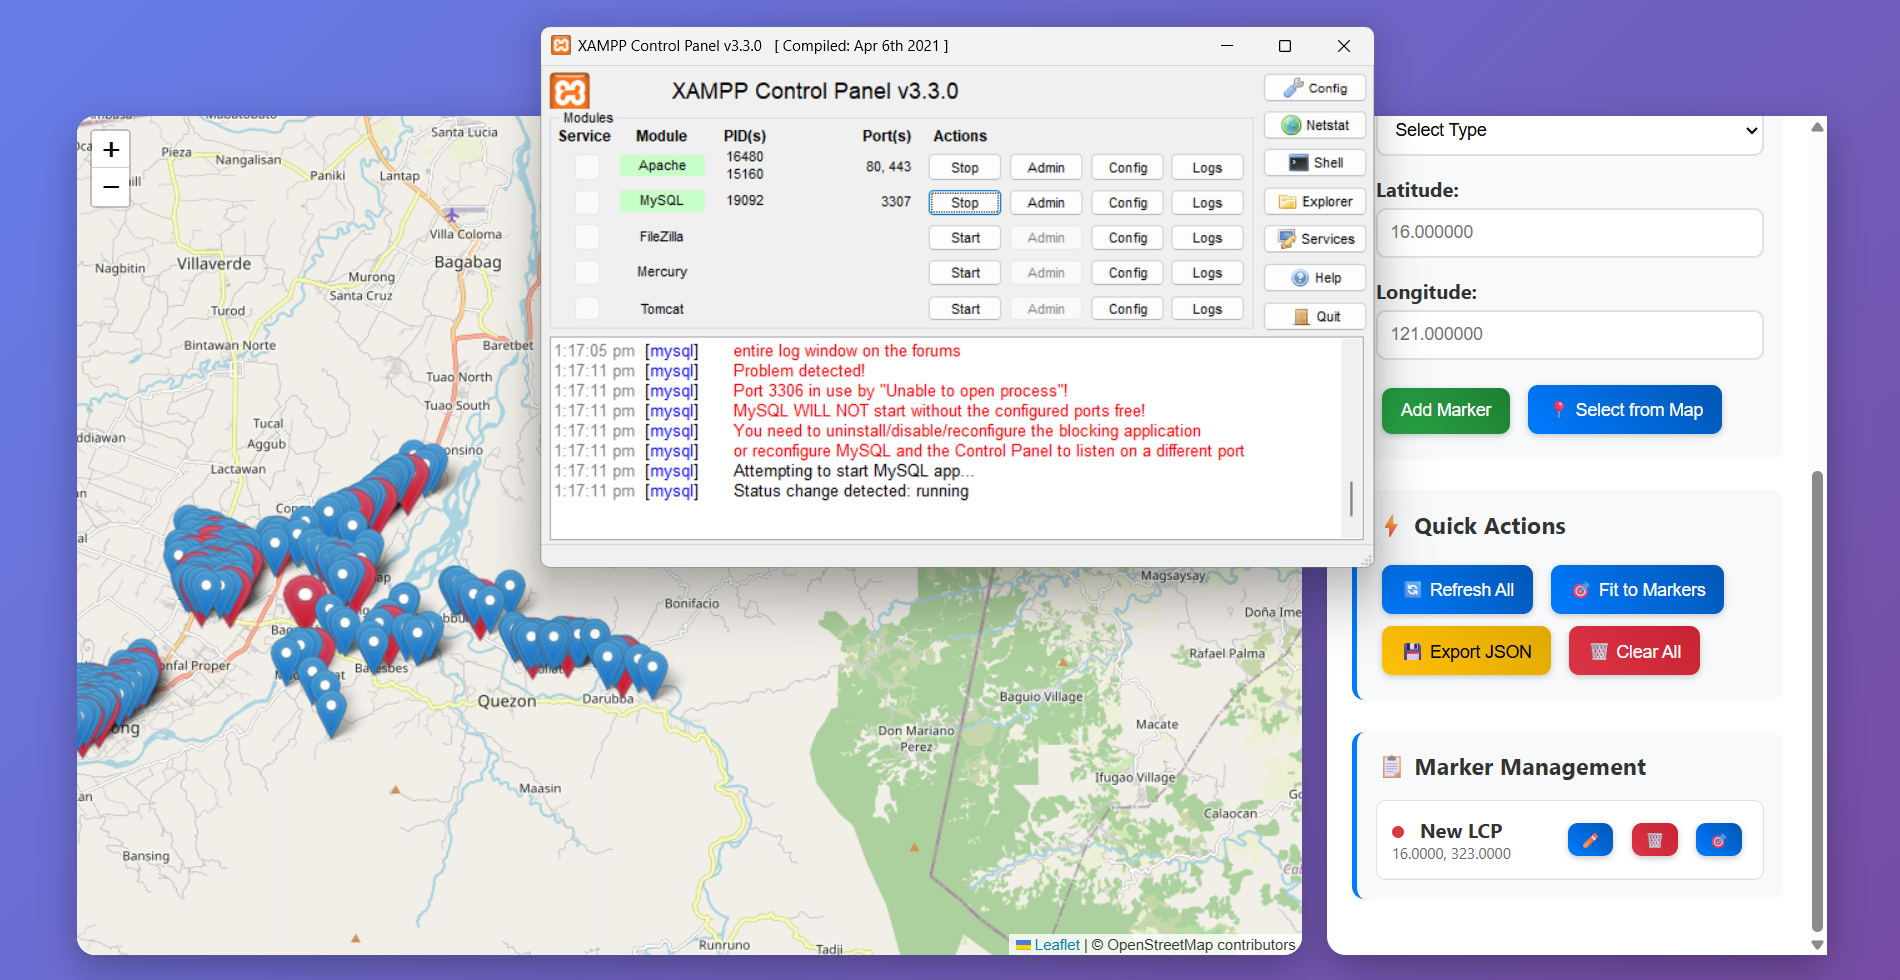 XAMPP Control Panel v3.3.0 [ Compiled: Apr 6th 2021 ]
XAMPP Control Panel v3.3.0
Config
Netstat
Shell
Explorer
Services
Help
Quit
Modules
Service Module PID(s) Port(s) Actions
Apache 16480 15160 80, 443 Stop Admin Config Logs
MySQL 19092 3307 Stop Admin Config Logs
FileZilla Start Admin Config Logs
Mercury Start Admin Config Logs
Tomcat Start Admin Config Logs
1:17:05 pm [mysql] entire log window on the forums
1:17:11 pm [mysql] Problem detected!
1:17:11 pm [mysql] Port 3306 in use by "Unable to open process"!
1:17:11 pm [mysql] MySQL WILL NOT start without the configured ports free!
1:17:11 pm [mysql] You need to uninstall/disable/reconfigure the blocking application
1:17:11 pm [mysql] or reconfigure MySQL and the Control Panel to listen on a different port
1:17:11 pm [mysql] Attempting to start MySQL app...
1:17:11 pm [mysql] Status change detected: running
+
−
Santa Lucia
Pieza
Nangalisan
Paniki
Lantap
Villa Coloma
Bagabag
Villaverde
Nagbitin
Murong
Santa Cruz
Turod
Bintawan Norte
Baretbet
Tuao North
Tuao South
Tucal
Aggub
Lactawan
Bonifacio
Magsaysay
Doña Ime
Rafael Palma
Baguio Village
Quezon
Darubba
Macate
Don Mariano
Perez
Ifugao Village
Maasin
Calaocan
Bansing
Runruno
Tadji
Leaflet | © OpenStreetMap contributors
Select Type
Latitude:
16.000000
Longitude:
121.000000
Add Marker
Select from Map
Quick Actions
Refresh All
Fit to Markers
Export JSON
Clear All
Marker Management
New LCP
16.0000, 323.0000